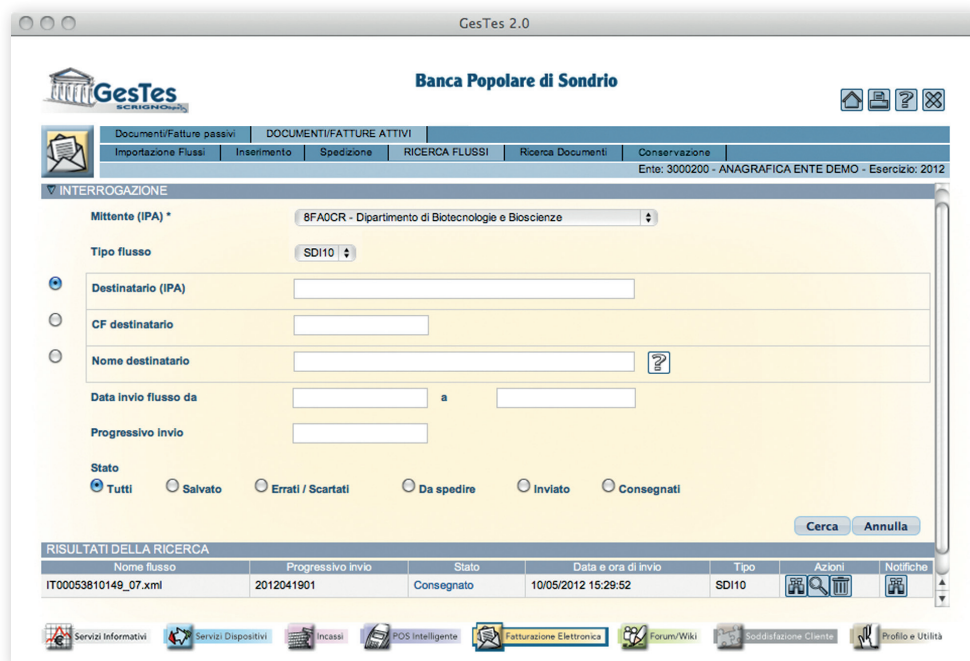 GesTes 2.0
GesTes
SCRIGNO
Banca Popolare di Sondrio
Documenti/Fatture passivi DOCUMENTI/FATTURE ATTIVI
Importazione Flussi Inserimento Spedizione RICERCA FLUSSI Ricerca Documenti Conservazione
Ente: 3000200 - ANAGRAFICA ENTE DEMO - Esercizio: 2012
INTERROGAZIONE
Mittente (IPA) * 8FA0CR - Dipartimento di Biotecnologie e Bioscienze
Tipo flusso SDI10
Destinatario (IPA)
CF destinatario
Nome destinatario ?
Data invio flusso da a
Progressivo invio
Stato
Tutti Salvato Errati / Scartati Da spedire Inviato Consegnati
Cerca Annulla
RISULTATI DELLA RICERCA
Nome flusso Progressivo invio Stato Data e ora di invio Tipo Azioni Notifiche
IT00053810149_07.xml 2012041901 Consegnato 10/05/2012 15:29:52 SDI10
Servizi Informativi Servizi Dispositivi Incassi POS Intelligente Fatturazione Elettronica Forum/Wiki Soddisfazione Cliente Profilo e Utilità